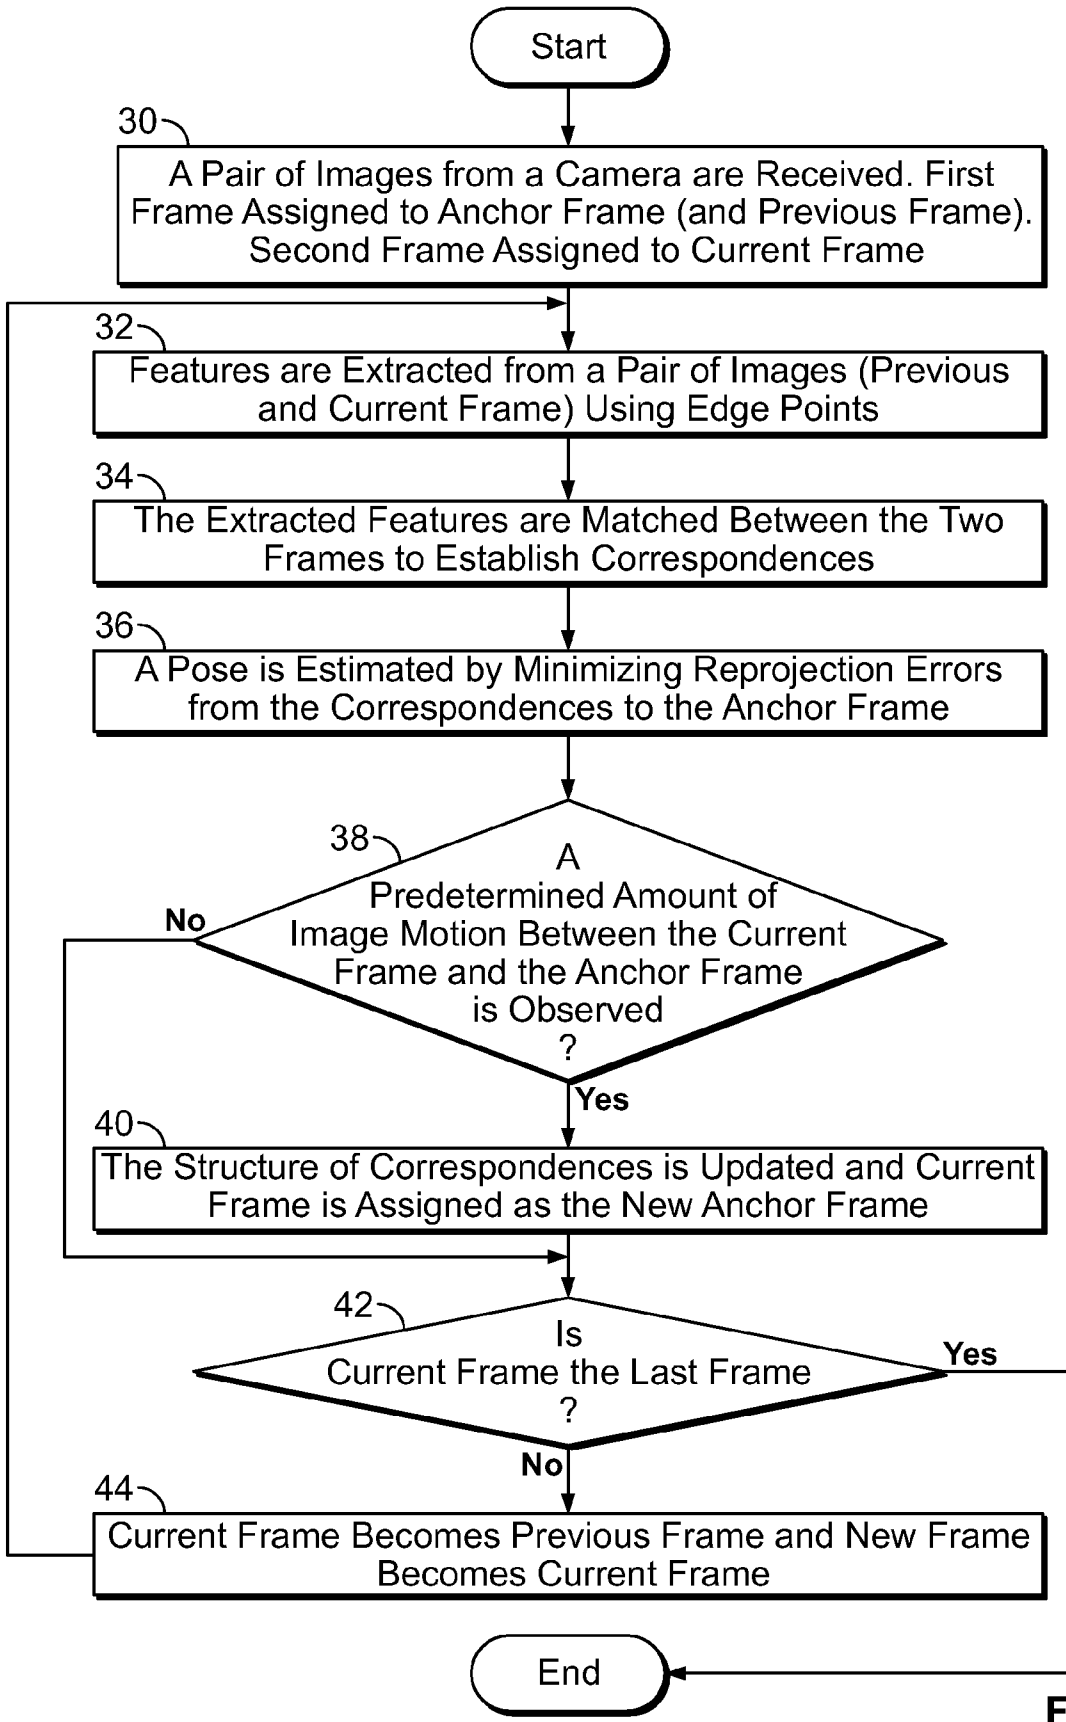 Start
30
A Pair of Images from a Camera are Received. First
Frame Assigned to Anchor Frame (and Previous Frame).
Second Frame Assigned to Current Frame
32
Features are Extracted from a Pair of Images (Previous
and Current Frame) Using Edge Points
34
The Extracted Features are Matched Between the Two
Frames to Establish Correspondences
36
A Pose is Estimated by Minimizing Reprojection Errors
from the Correspondences to the Anchor Frame
38
A
Predetermined Amount of
Image Motion Between the Current
Frame and the Anchor Frame
is Observed
?
No
Yes
40
The Structure of Correspondences is Updated and Current
Frame is Assigned as the New Anchor Frame
42
Is
Current Frame the Last Frame
?
Yes
No
44
Current Frame Becomes Previous Frame and New Frame
Becomes Current Frame
End